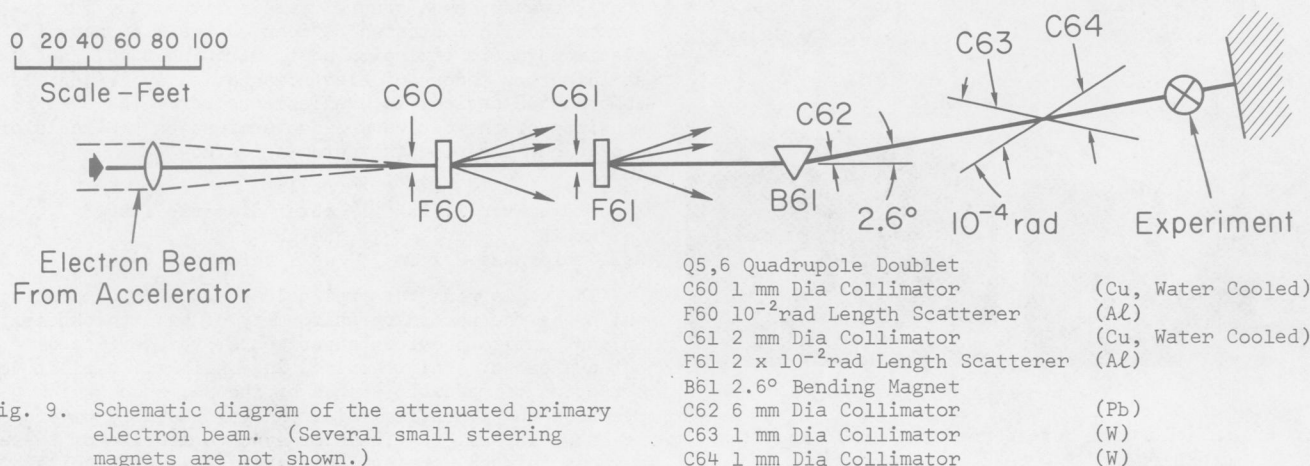 0 20 40 60 80 100
Scale-Feet
C60
C61
C62
C63
C64
F60
F61
B61
2.6°
10⁻⁴ rad
Experiment
Electron Beam
From Accelerator
Q5,6 Quadrupole Doublet
C60 1 mm Dia Collimator (Cu, Water Cooled)
F60 10⁻²rad Length Scatterer (Aℓ)
C61 2 mm Dia Collimator (Cu, Water Cooled)
F61 2 x 10⁻²rad Length Scatterer (Aℓ)
B61 2.6° Bending Magnet
C62 6 mm Dia Collimator (Pb)
C63 1 mm Dia Collimator (W)
C64 1 mm Dia Collimator (W)
ig. 9. Schematic diagram of the attenuated primary
electron beam. (Several small steering
magnets are not shown.)